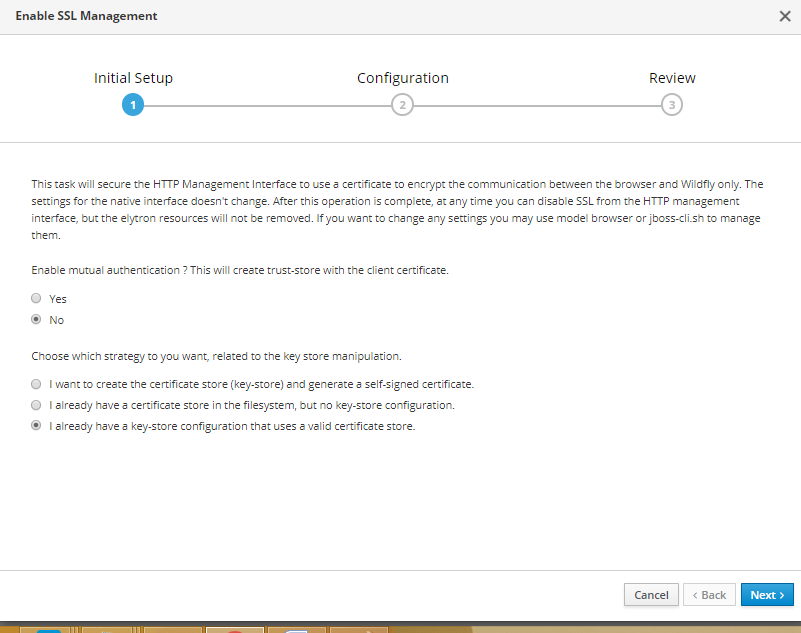 Enable SSL Management
Initial Setup
Configuration
Review
1
2
3
This task will secure the HTTP Management Interface to use a certificate to encrypt the communication between the browser and Wildfly only. The
settings for the native interface doesn't change. After this operation is complete, at any time you can disable SSL from the HTTP management
interface, but the elytron resources will not be removed. If you want to change any settings you may use model browser or jboss-cli.sh to manage
them.
Enable mutual authentication ? This will create trust-store with the client certificate.
Yes
No
Choose which strategy to you want, related to the key store manipulation.
I want to create the certificate store (key-store) and generate a self-signed certificate.
I already have a certificate store in the filesystem, but no key-store configuration.
I already have a key-store configuration that uses a valid certificate store.
Cancel
< Back
Next >